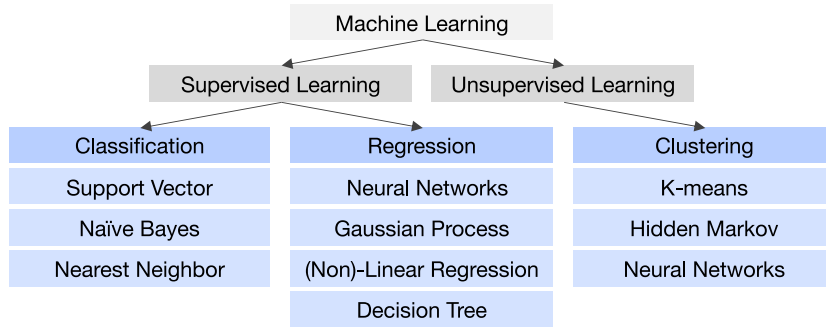 Machine Learning
Supervised Learning
Unsupervised Learning
Classification
Regression
Clustering
Support Vector
Neural Networks
K-means
Naïve Bayes
Gaussian Process
Hidden Markov
Nearest Neighbor
(Non)-Linear Regression
Neural Networks
Decision Tree